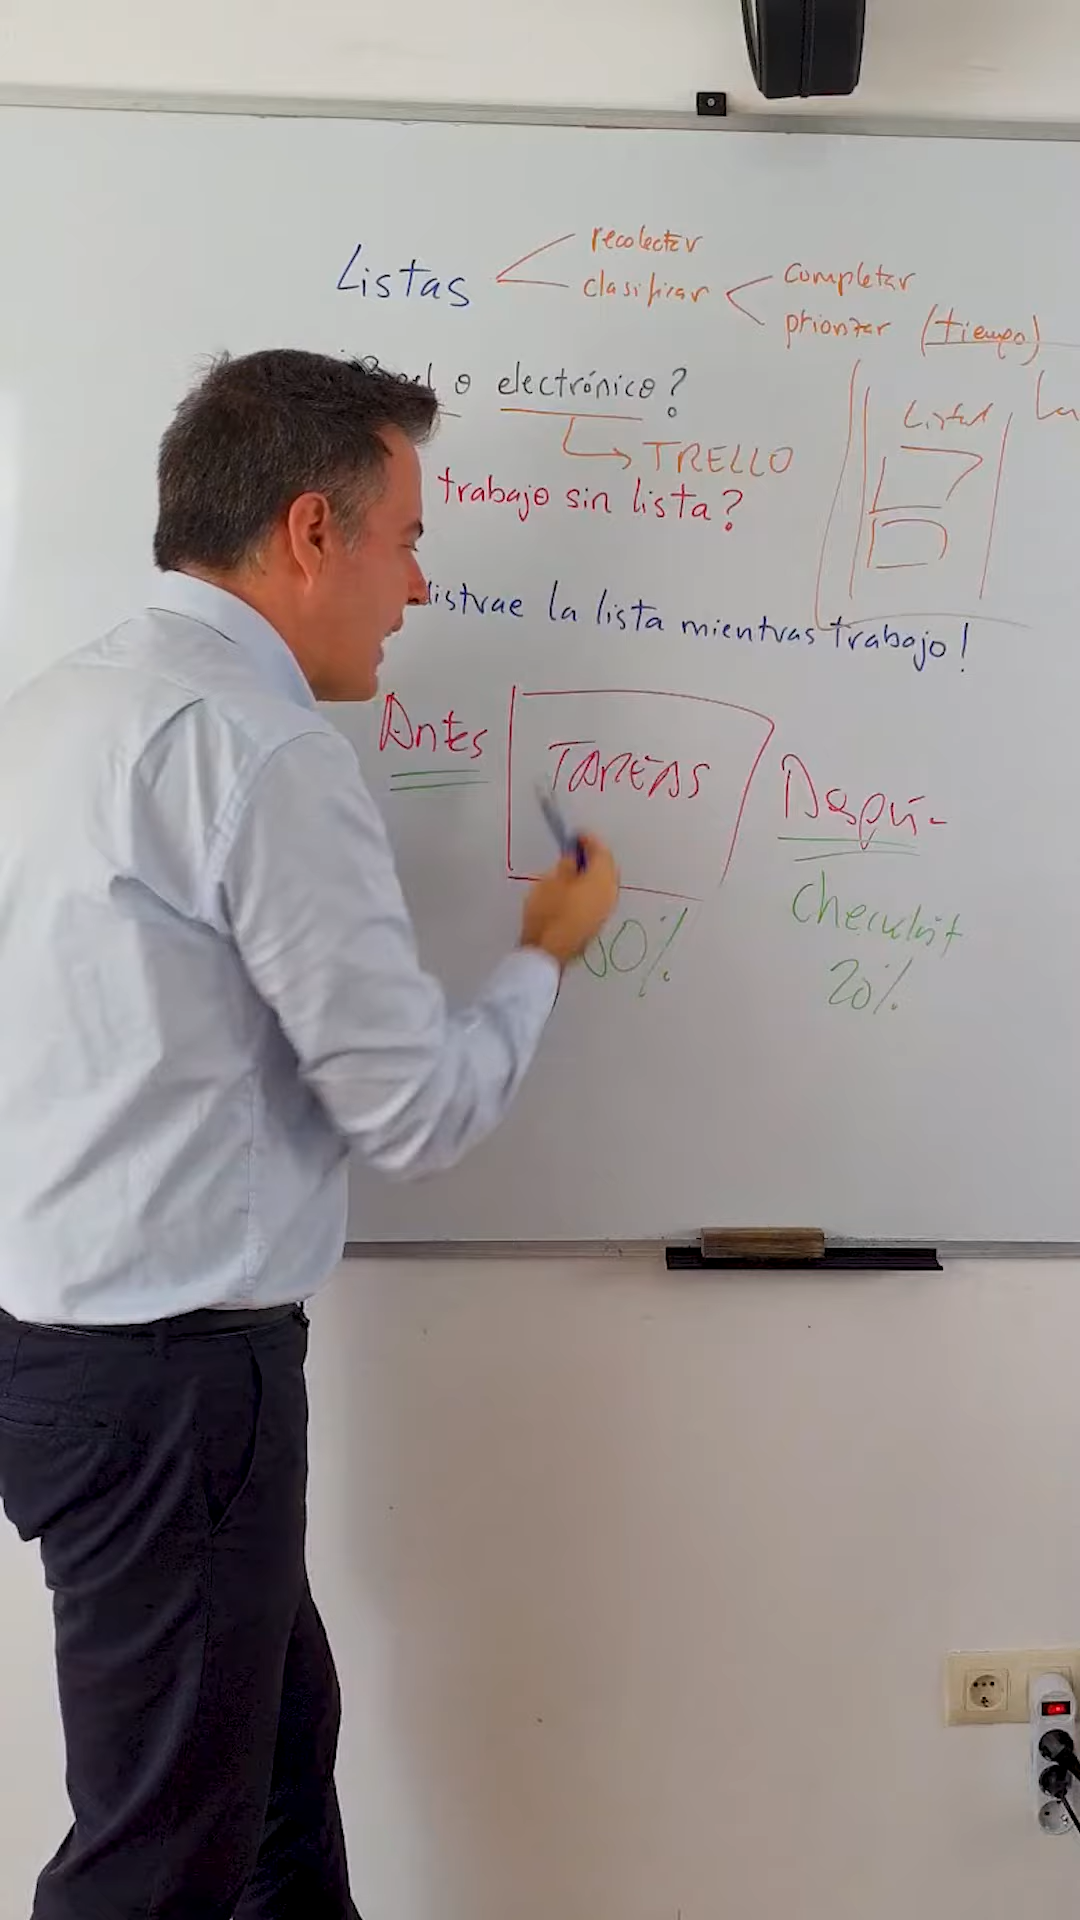 Listas
recolectar
clasificar
completar
priorizar (tiempo)
o electrónico?
TRELLO
Listas
La
trabajo sin lista?
distrae la lista mientras trabajo!
Antes
TAREAS
Despu-
checklist
20%